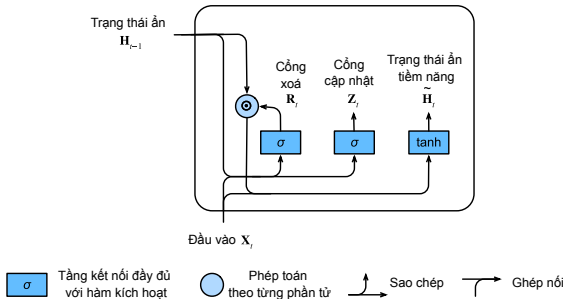 Trạng thái ẩn
H_{t-1}
Cổng
xoá
R_t
Cổng
cập nhật
Z_t
Trạng thái ẩn
tiềm năng
H̃_t
σ
σ
tanh
Đầu vào X_t
σ
Tầng kết nối đầy đủ
với hàm kích hoạt
Phép toán
theo từng phần tử
Sao chép
Ghép nối